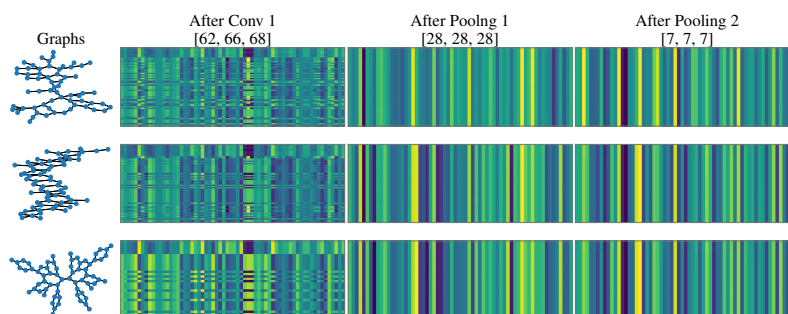 Graphs
After Conv 1
[62, 66, 68]
After Poolng 1
[28, 28, 28]
After Pooling 2
[7, 7, 7]